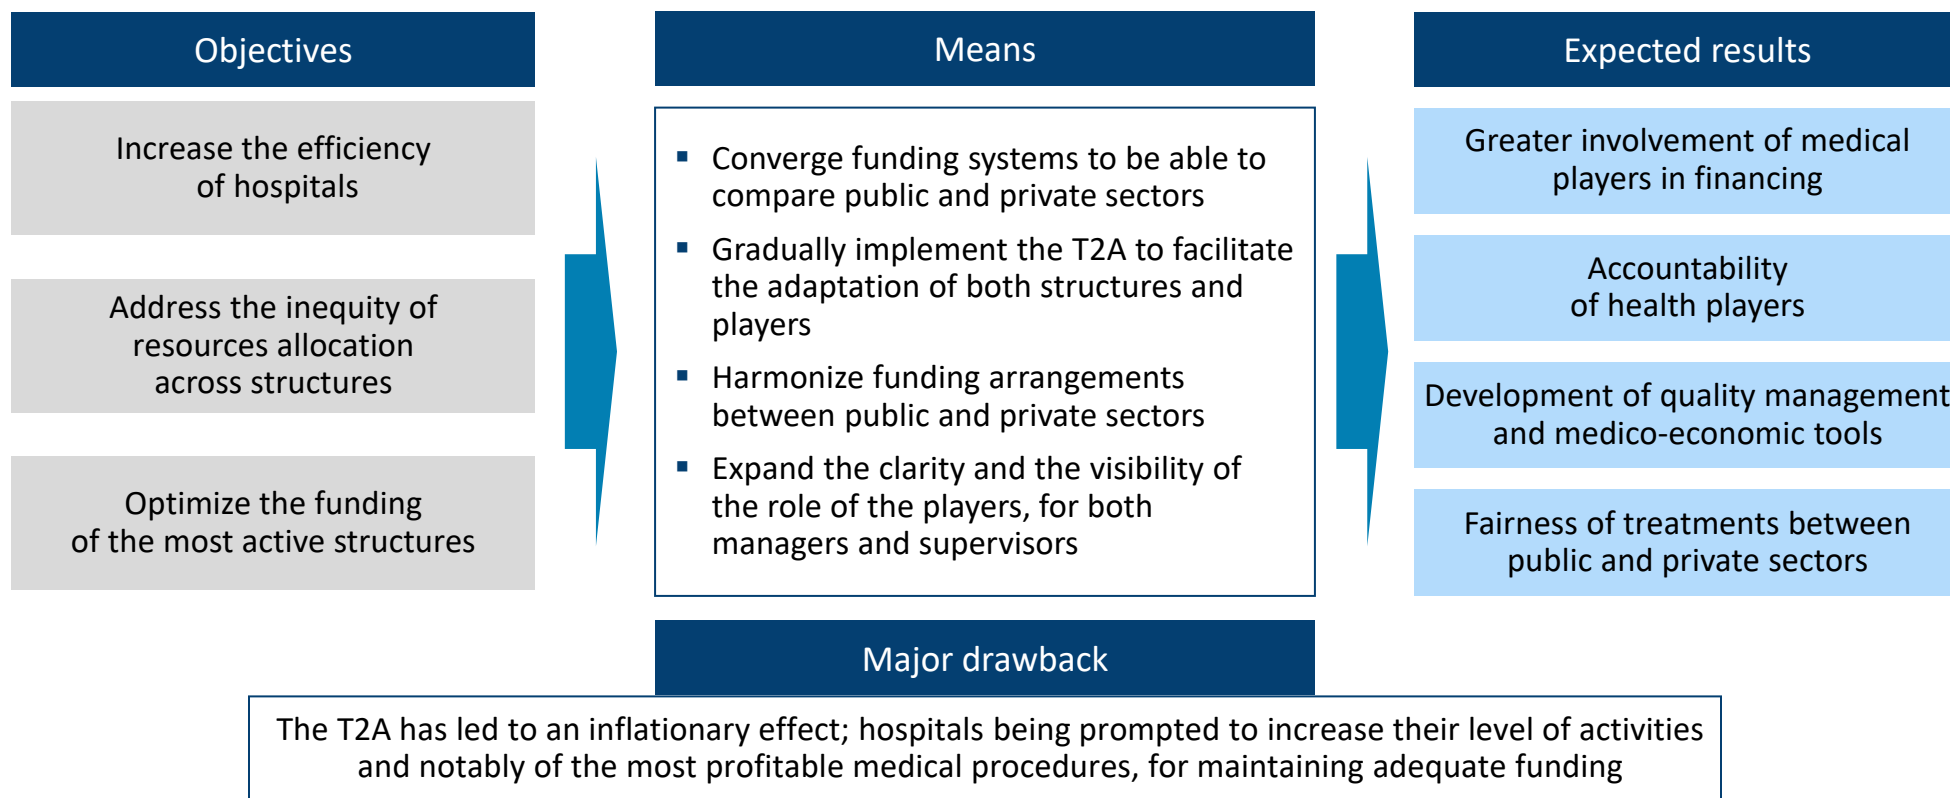 Objectives
Increase the efficiency
of hospitals
Address the inequity of
resources allocation
across structures
Optimize the funding
of the most active structures
Means
▪ Converge funding systems to be able to
compare public and private sectors
▪ Gradually implement the T2A to facilitate
the adaptation of both structures and
players
▪ Harmonize funding arrangements
between public and private sectors
▪ Expand the clarity and the visibility of
the role of the players, for both
managers and supervisors
Expected results
Greater involvement of medical
players in financing
Accountability
of health players
Development of quality management
and medico-economic tools
Fairness of treatments between
public and private sectors
Major drawback
The T2A has led to an inflationary effect; hospitals being prompted to increase their level of activities
and notably of the most profitable medical procedures, for maintaining adequate funding